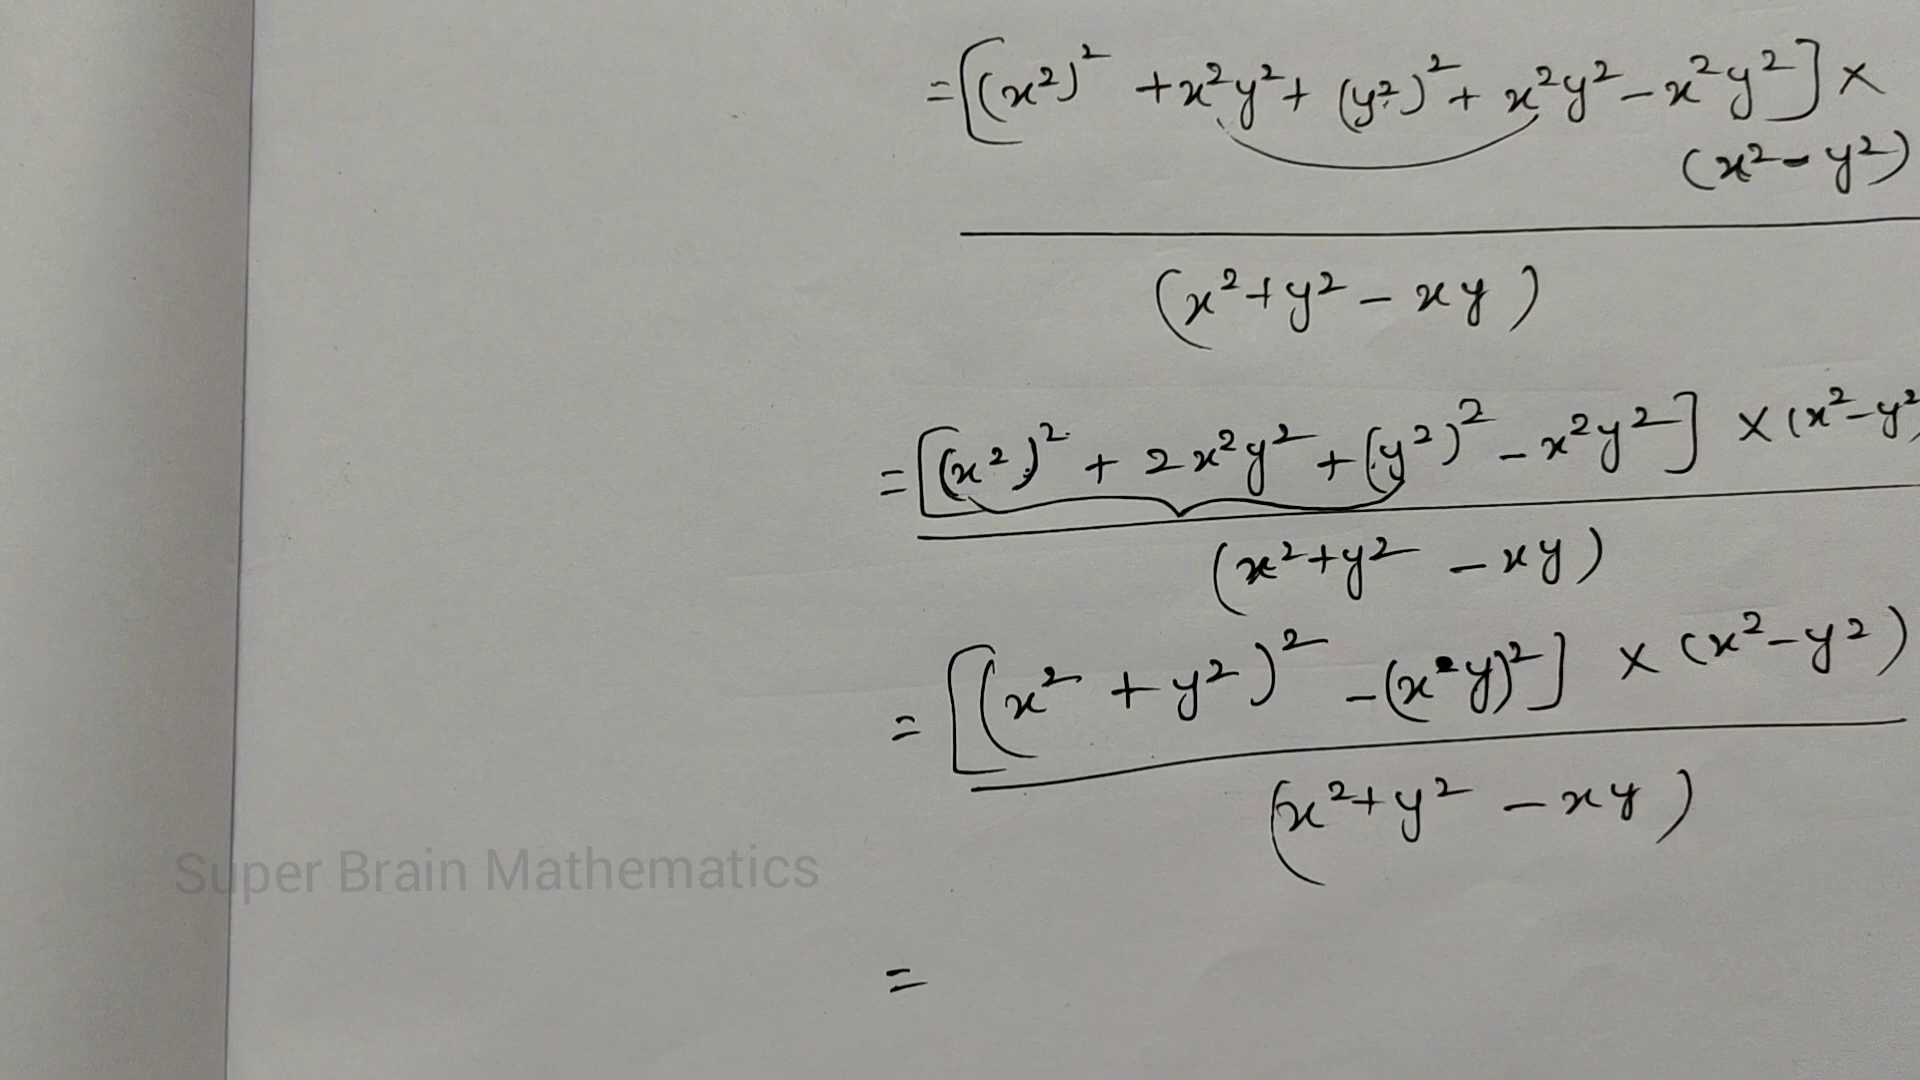 = [(x²)² + x²y² + (y²)² + x²y² – x²y²] ×
(x² – y²)
(x² + y² – xy)
= [(x²)² + 2x²y² + (y²)² – x²y²] × (x² – y²)
(x² + y² – xy)
= [(x² + y²)² – (x y)²] × (x² – y²)
(x² + y² – xy)
Super Brain Mathematics
=